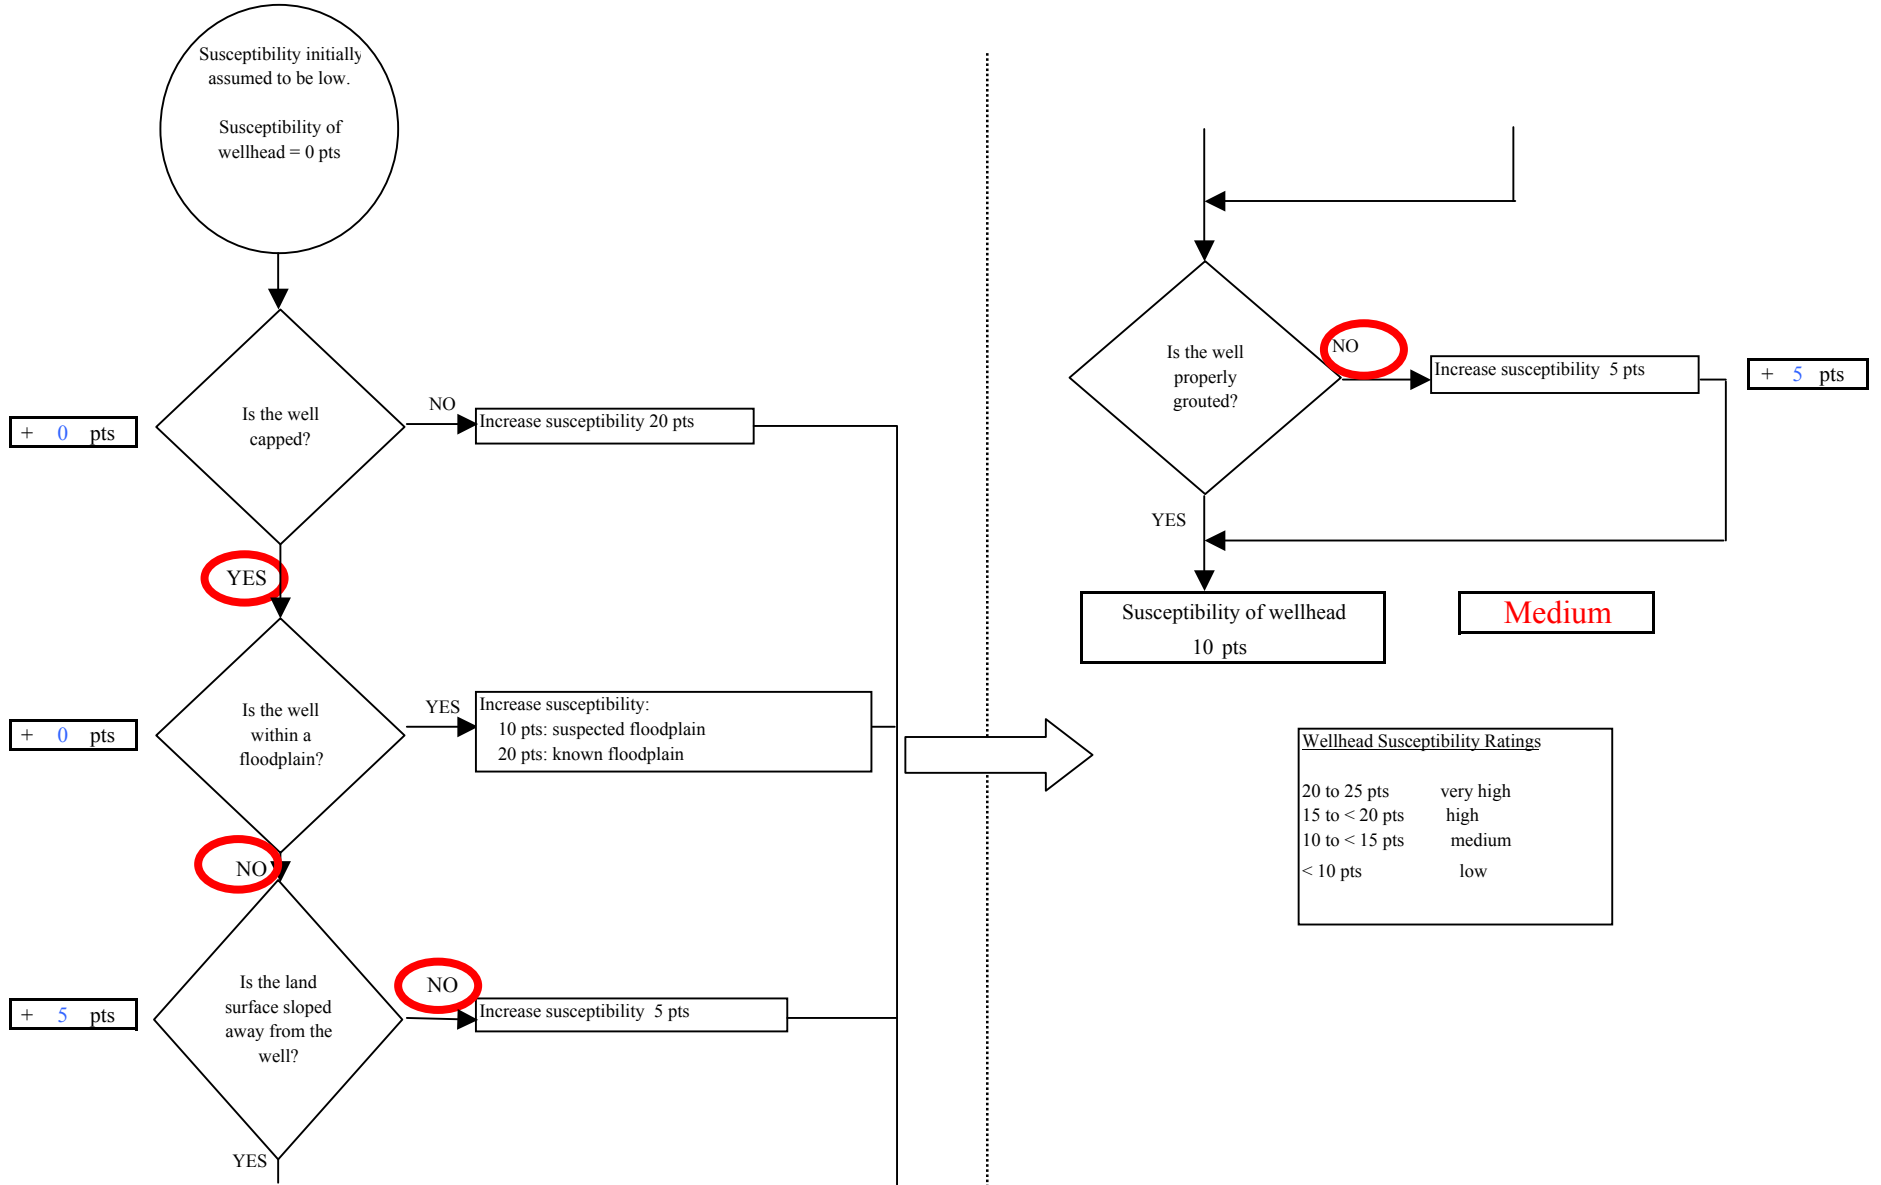 Susceptibility initially
assumed to be low.
Susceptibility of
wellhead = 0 pts
Is the well
capped?
+ 0 pts
NO
Increase susceptibility 20 pts
YES
Is the well
within a
floodplain?
+ 0 pts
YES
Increase susceptibility:
10 pts: suspected floodplain
20 pts: known floodplain
NO
Is the land
surface sloped
away from the
well?
+ 5 pts
NO
Increase susceptibility 5 pts
YES
Is the well
properly
grouted?
NO
Increase susceptibility 5 pts
+ 5 pts
YES
Susceptibility of wellhead
10 pts
Medium
Wellhead Susceptibility Ratings
20 to 25 pts very high
15 to < 20 pts high
10 to < 15 pts medium
< 10 pts low